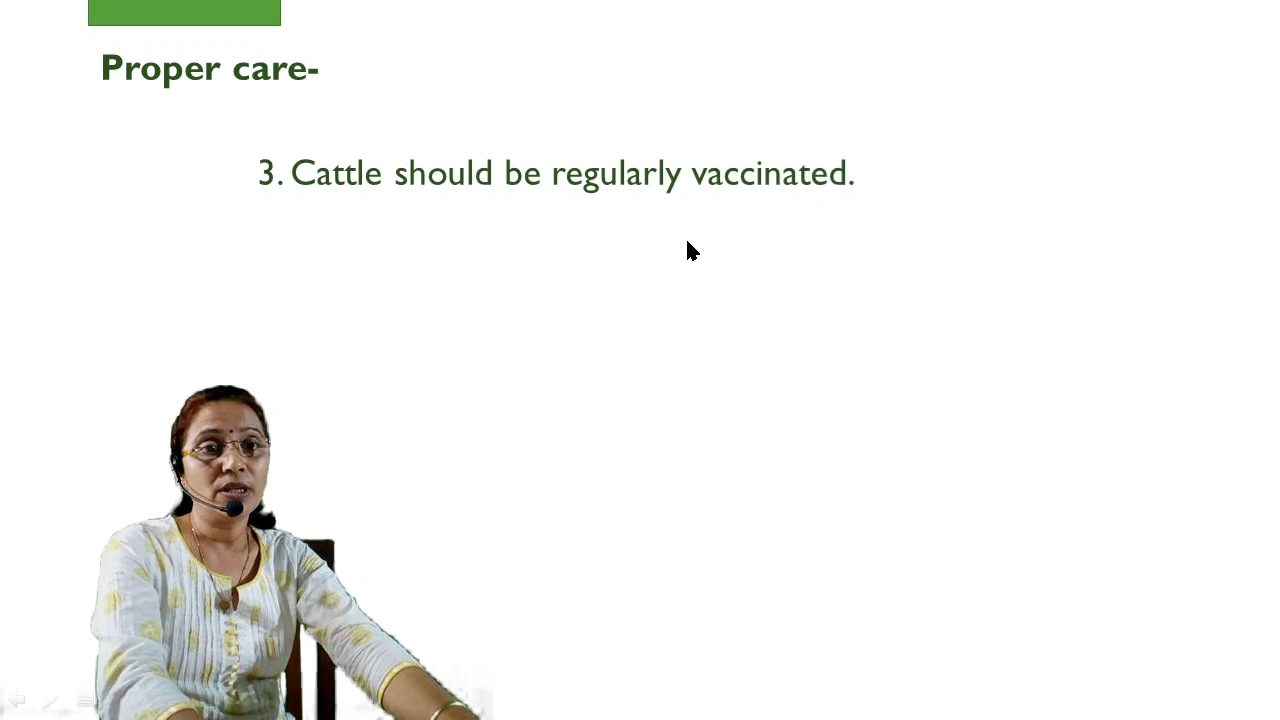 Proper care-
3. Cattle should be regularly vaccinated.